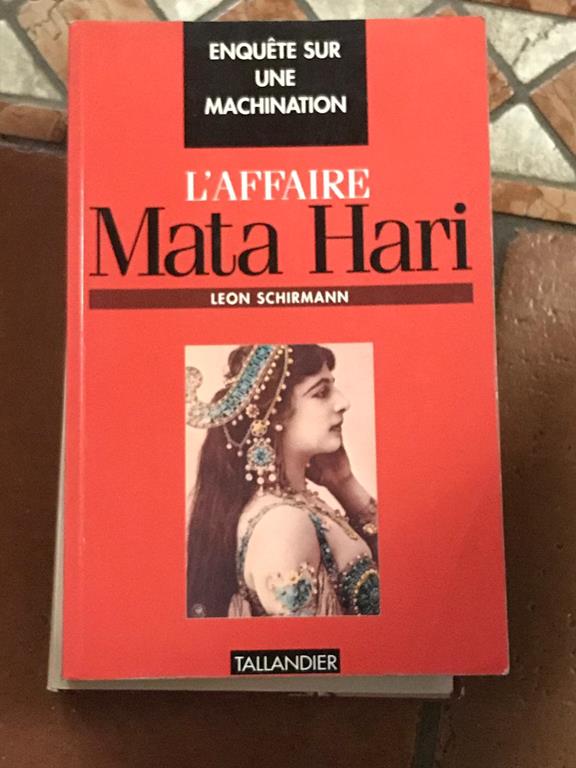 ENQUÊTE SUR
UNE
MACHINATION
L'AFFAIRE
Mata Hari
LEON SCHIRMANN
TALLANDIER